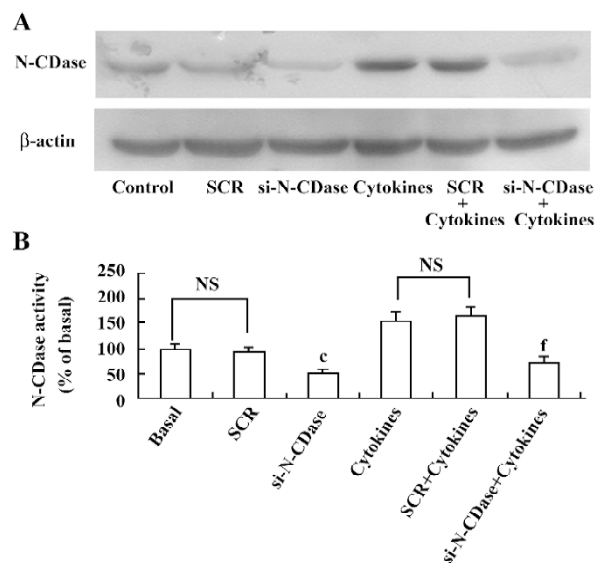 A
N-CDase
β-actin
Control SCR si-N-CDase Cytokines SCR + Cytokines si-N-CDase + Cytokines
B
N-CDase activity
(% of basal)
250
200
150
100
50
0
NS
NS
c
f
Basal
SCR
si-N-CDase
Cytokines
SCR+Cytokines
si-N-CDase+Cytokines